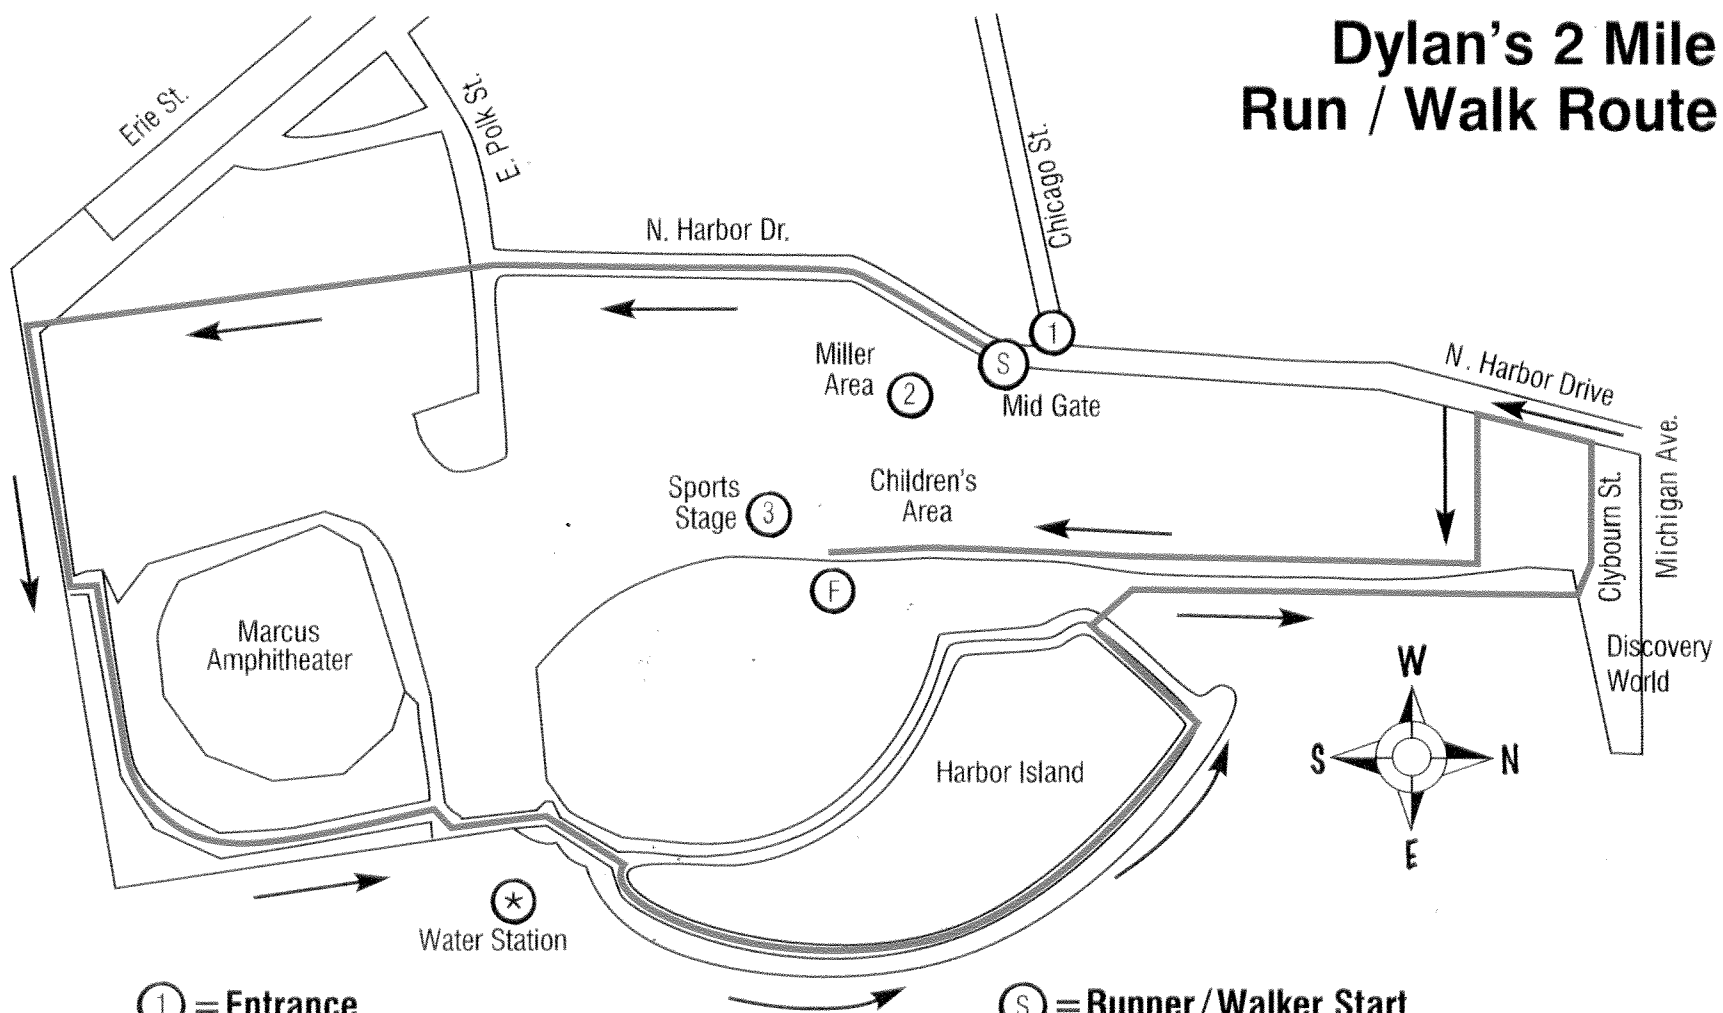 Dylan's 2 Mile
Run / Walk Route
Erie St.
E. Polk St.
N. Harbor Dr.
Chicago St.
1
S
Mid Gate
Miller
Area
2
N. Harbor Drive
Michigan Ave.
Clybourn St.
Sports
Stage
3
Children's
Area
F
Marcus
Amphitheater
Discovery
World
Harbor Island
W
S
N
E
*
Water Station
1 = Entrance
S = Runner / Walker Start